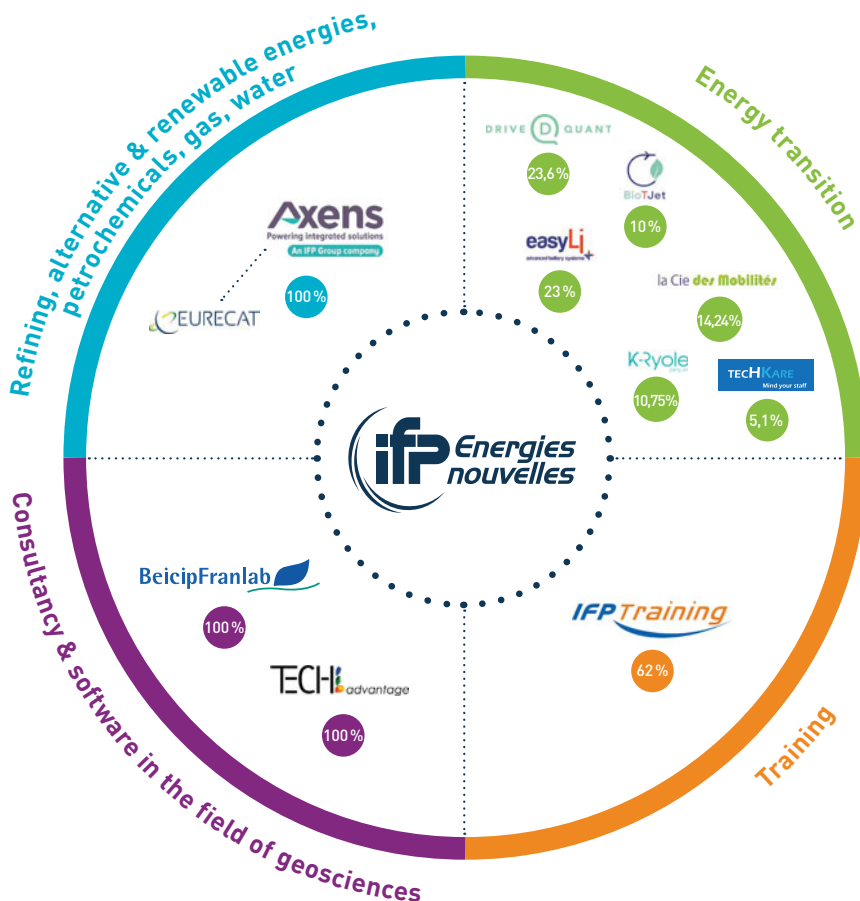 Refining, alternative & renewable energies,
petrochemicals, gas, water
Energy transition
DRIVE QUANT
23,6%
BioTJet
10 %
Axens
Powering integrated solutions
An IFP Group company
100 %
EURECAT
easyLi
advanced battery systems
23 %
la Cie des Mobilités
14,24%
K-Ryole
10,75%
TECHKARE
Mind your staff
5,1 %
ifP Energies
nouvelles
BeicipFranlab
100 %
TECH advantage
100 %
IFP Training
62 %
Consultancy & software in the field of geosciences
Training